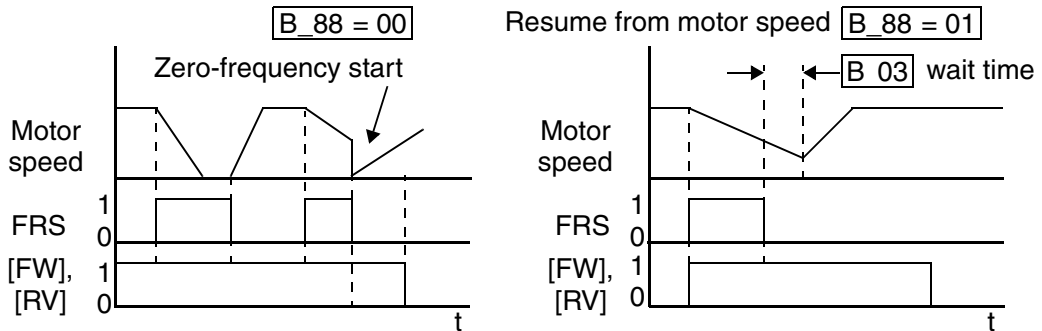 B_88 = 00
Zero-frequency start
Motor speed
FRS
1
0
[FW], [RV]
1
0
t
Resume from motor speed B_88 = 01
B 03 wait time
Motor speed
FRS
1
0
[FW], [RV]
1
0
t